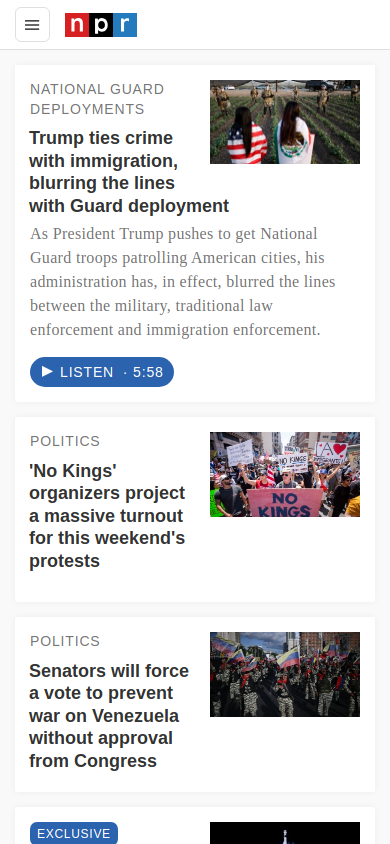 npr
NATIONAL GUARD
DEPLOYMENTS
Trump ties crime
with immigration,
blurring the lines
with Guard deployment
As President Trump pushes to get National
Guard troops patrolling American cities, his
administration has, in effect, blurred the lines
between the military, traditional law
enforcement and immigration enforcement.
LISTEN · 5:58
POLITICS
'No Kings'
organizers project
a massive turnout
for this weekend's
protests
NO KINGS
NO
KINGS
POLITICS
Senators will force
a vote to prevent
war on Venezuela
without approval
from Congress
EXCLUSIVE